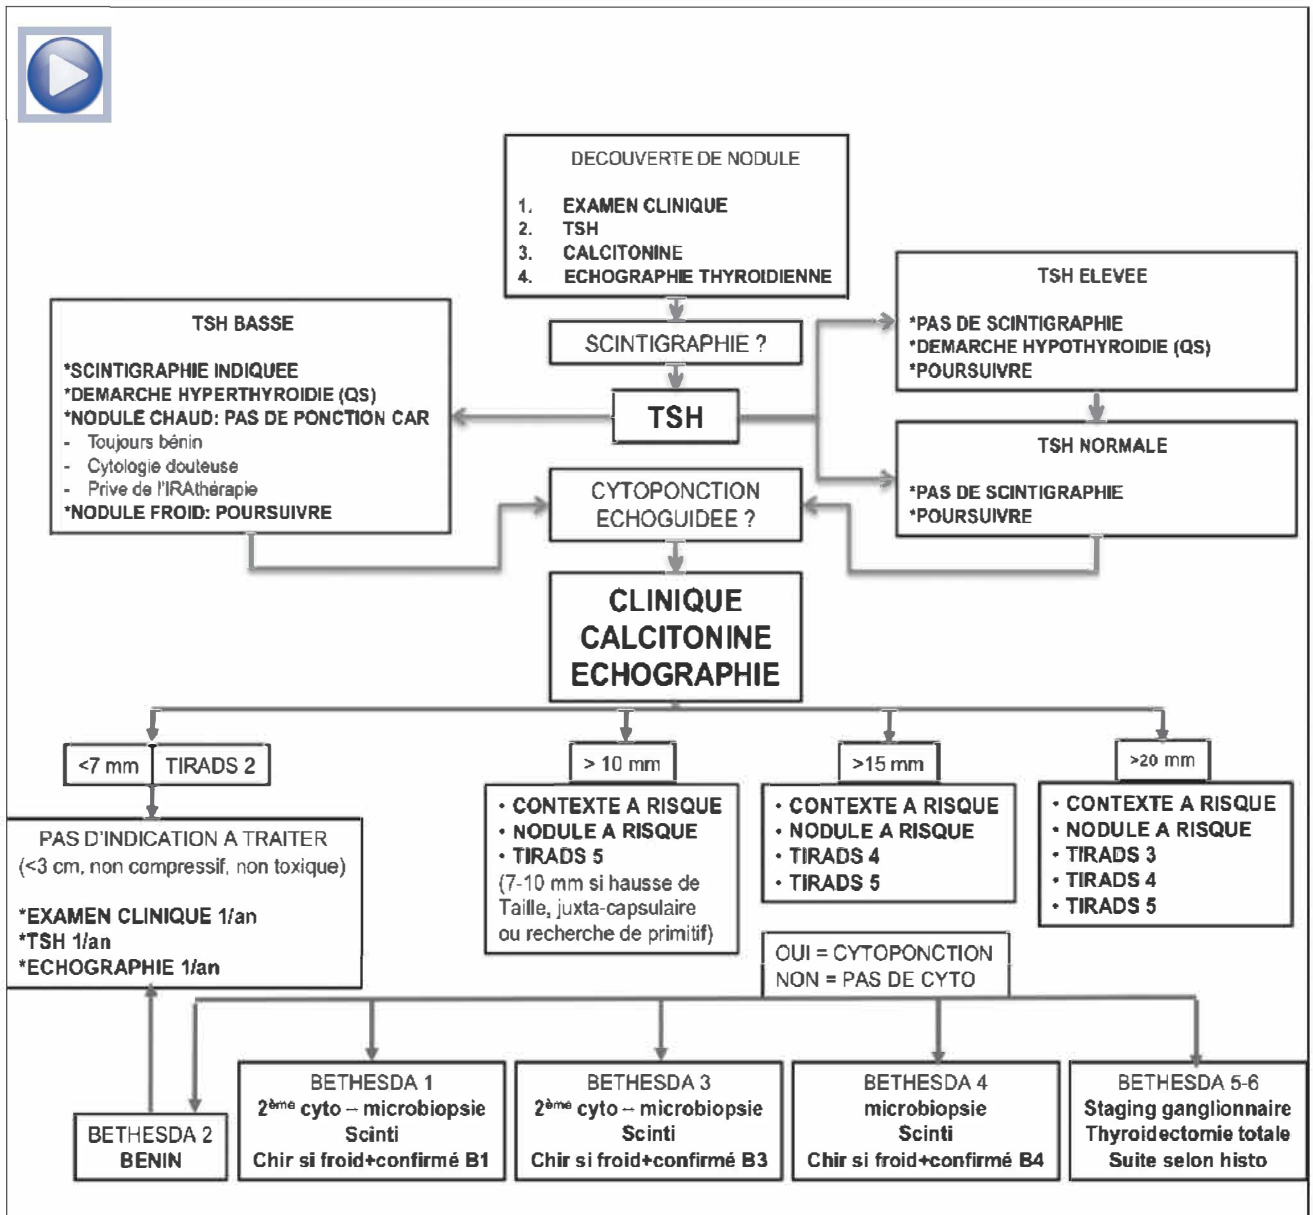 DECOUVERTE DE NODULE
1. EXAMEN CLINIQUE
2. TSH
3. CALCITONINE
4. ECHOGRAPHIE THYROIDIENNE
SCINTIGRAPHIE ?
TSH
TSH BASSE
*SCINTIGRAPHIE INDIQUEE
*DEMARCHE HYPERTHYROIDIE (QS)
*NODULE CHAUD: PAS DE PONCTION CAR
- Toujours bénin
- Cytologie douteuse
- Prive de l'IRAthérapie
*NODULE FROID: POURSUIVRE
TSH ELEVEE
*PAS DE SCINTIGRAPHIE
*DEMARCHE HYPOTHYROIDIE (QS)
*POURSUIVRE
TSH NORMALE
*PAS DE SCINTIGRAPHIE
*POURSUIVRE
CYTOPONCTION
ECHOGUIDEE ?
CLINIQUE
CALCITONINE
ECHOGRAPHIE
<7 mm TIRADS 2
PAS D'INDICATION A TRAITER
(<3 cm, non compressif, non toxique)
*EXAMEN CLINIQUE 1/an
*TSH 1/an
*ECHOGRAPHIE 1/an
> 10 mm
• CONTEXTE A RISQUE
• NODULE A RISQUE
• TIRADS 5
(7-10 mm si hausse de
Taille, juxta-capsulaire
ou recherche de primitif)
>15 mm
• CONTEXTE A RISQUE
• NODULE A RISQUE
• TIRADS 4
• TIRADS 5
>20 mm
• CONTEXTE A RISQUE
• NODULE A RISQUE
• TIRADS 3
• TIRADS 4
• TIRADS 5
OUI = CYTOPONCTION
NON = PAS DE CYTO
BETHESDA 2
BENIN
BETHESDA 1
2ème cyto – microbiopsie
Scinti
Chir si froid+confirmé B1
BETHESDA 3
2ème cyto – microbiopsie
Scinti
Chir si froid+confirmé B3
BETHESDA 4
microbiopsie
Scinti
Chir si froid+confirmé B4
BETHESDA 5-6
Staging ganglionnaire
Thyroidectomie totale
Suite selon histo